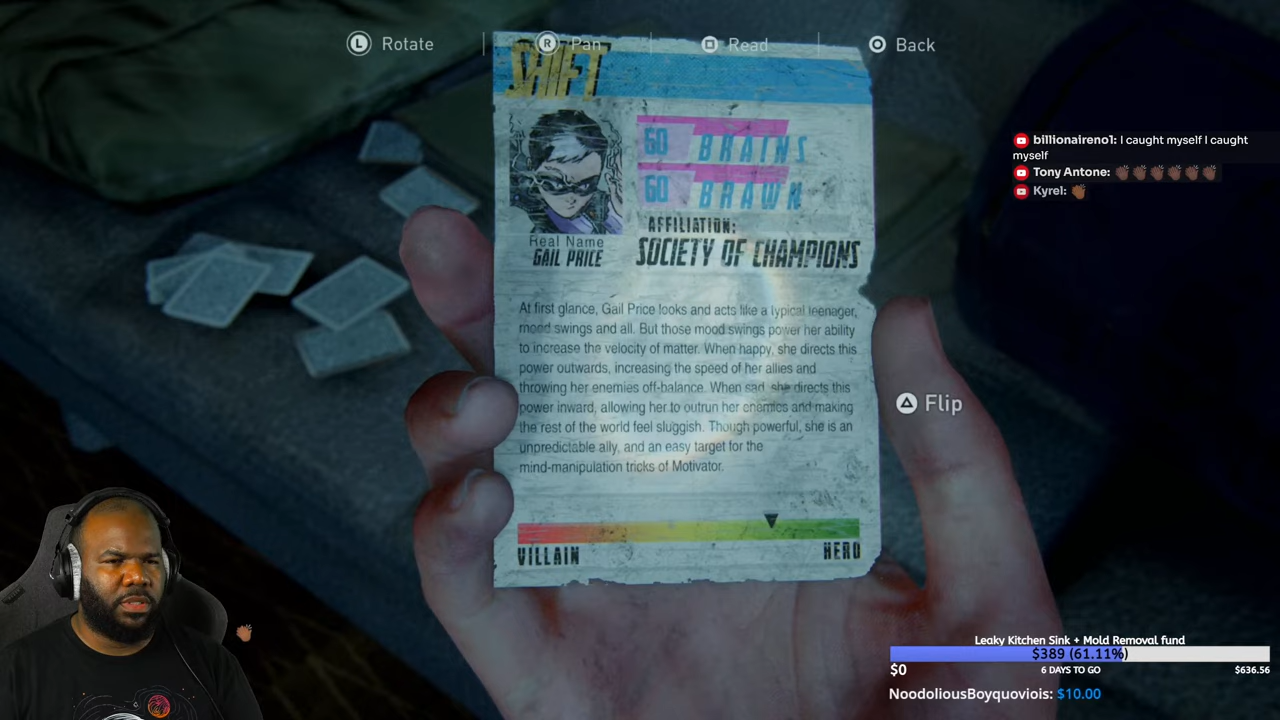 Rotate
Pan
Read
Back
SHIFT
60 BRAINS
60 BRAWN
AFFILIATION:
SOCIETY OF CHAMPIONS
Real Name
GAIL PRICE
At first glance, Gail Price looks and acts like a typical teenager,
mood swings and all. But those mood swings power her ability
to increase the velocity of matter. When happy, she directs this
power outwards, increasing the speed of her allies and
throwing her enemies off-balance. When sad, she directs this
power inward, allowing her to outrun her enemies and making
the rest of the world feel sluggish. Though powerful, she is an
unpredictable ally, and an easy target for the
mind-manipulation tricks of Motivator.
VILLAIN
HERO
Flip
billionaireno1: I caught myself I caught
myself
Tony Antone:
Kyrel:
Leaky Kitchen Sink + Mold Removal fund
$389 (61.11%)
$0
6 DAYS TO GO
$636.56
NoodoliousBoyquoviois: $10.00